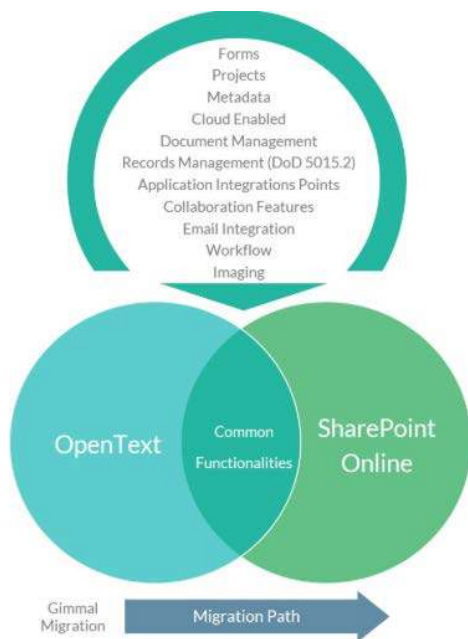 Forms
Projects
Metadata
Cloud Enabled
Document Management
Records Management (DoD 5015.2)
Application Integrations Points
Collaboration Features
Email Integration
Workflow
Imaging
OpenText
Common
Functionalities
SharePoint
Online
Gimmal
Migration
Migration Path